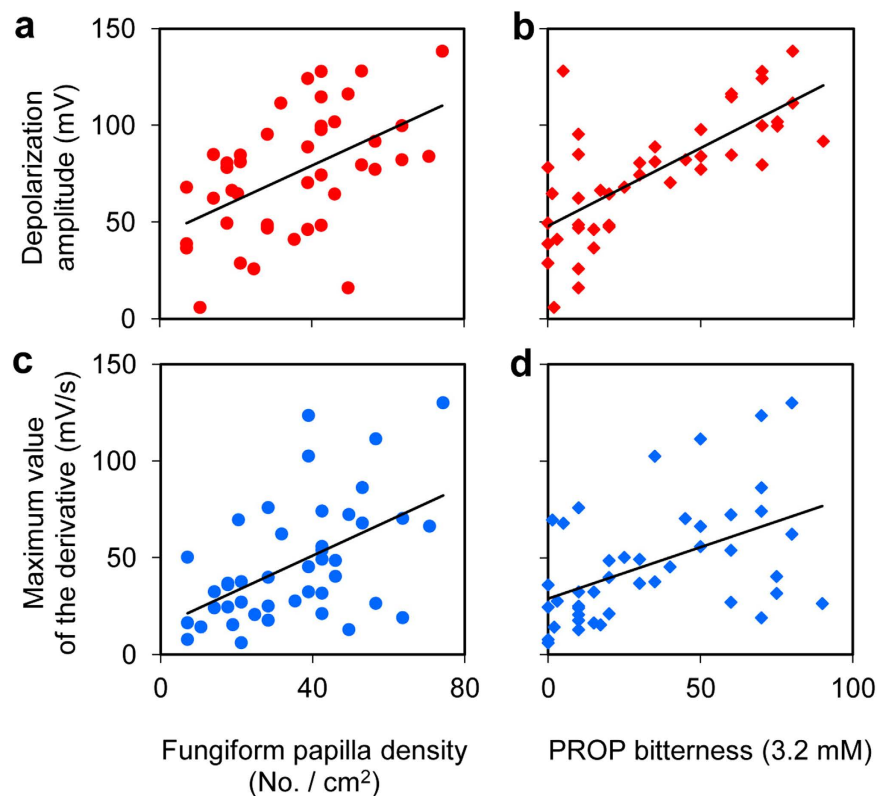 a
b
150
100
50
0
Depolarization
amplitude (mV)
c
d
150
100
50
0
Maximum value
of the derivative (mV/s)
0
40
80
0
50
100
Fungiform papilla density
(No. / cm²)
PROP bitterness (3.2 mM)